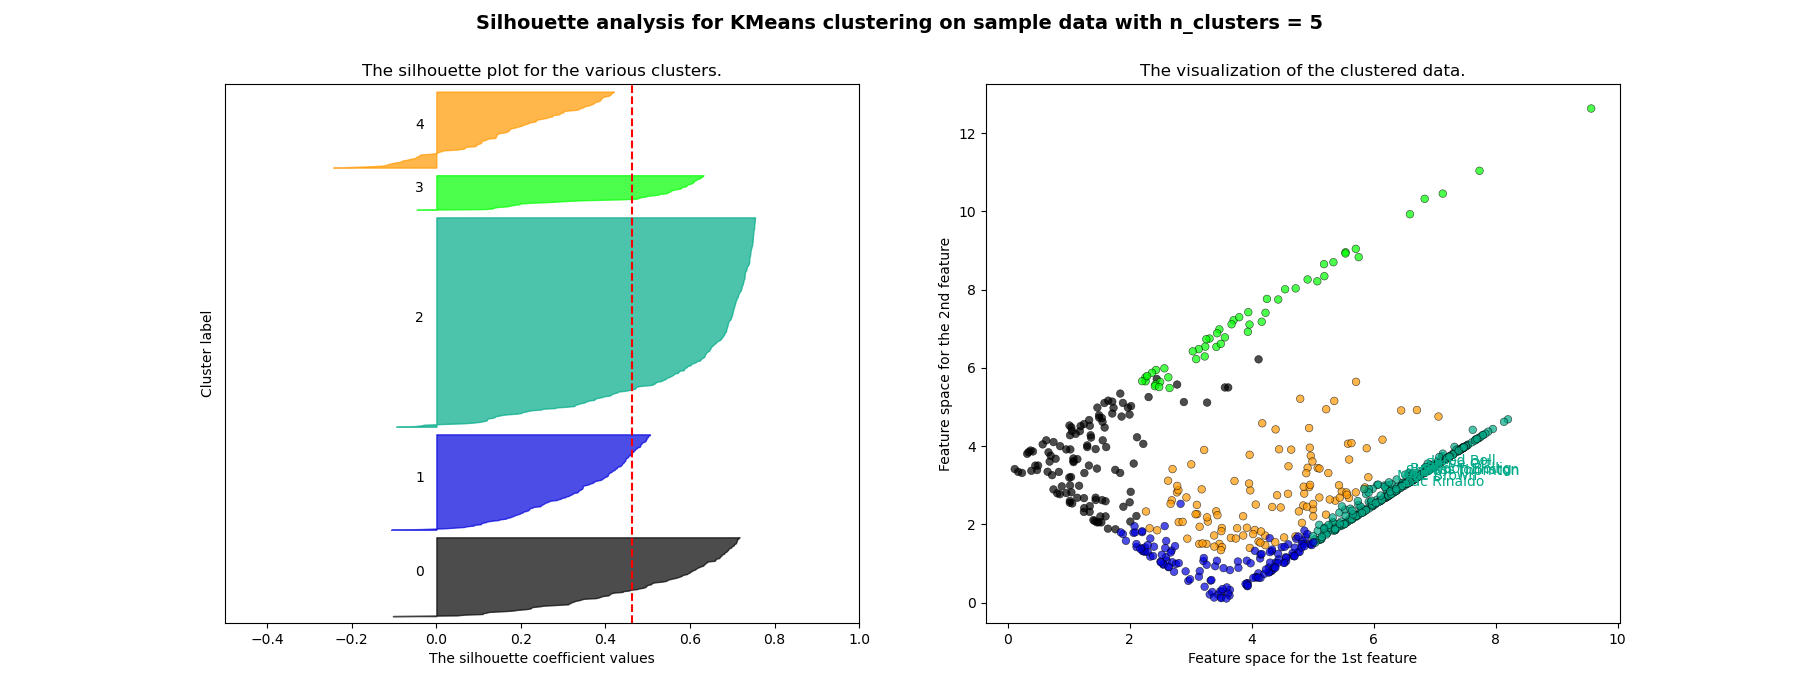 Silhouette analysis for KMeans clustering on sample data with n_clusters = 5
The silhouette plot for the various clusters.
Cluster label
4
3
2
1
0
−0.4 −0.2 0.0 0.2 0.4 0.6 0.8 1.0
The silhouette coefficient values
The visualization of the clustered data.
Feature space for the 2nd feature
12
10
8
6
4
2
0
Bell
Rinaldo
0 2 4 6 8 10
Feature space for the 1st feature